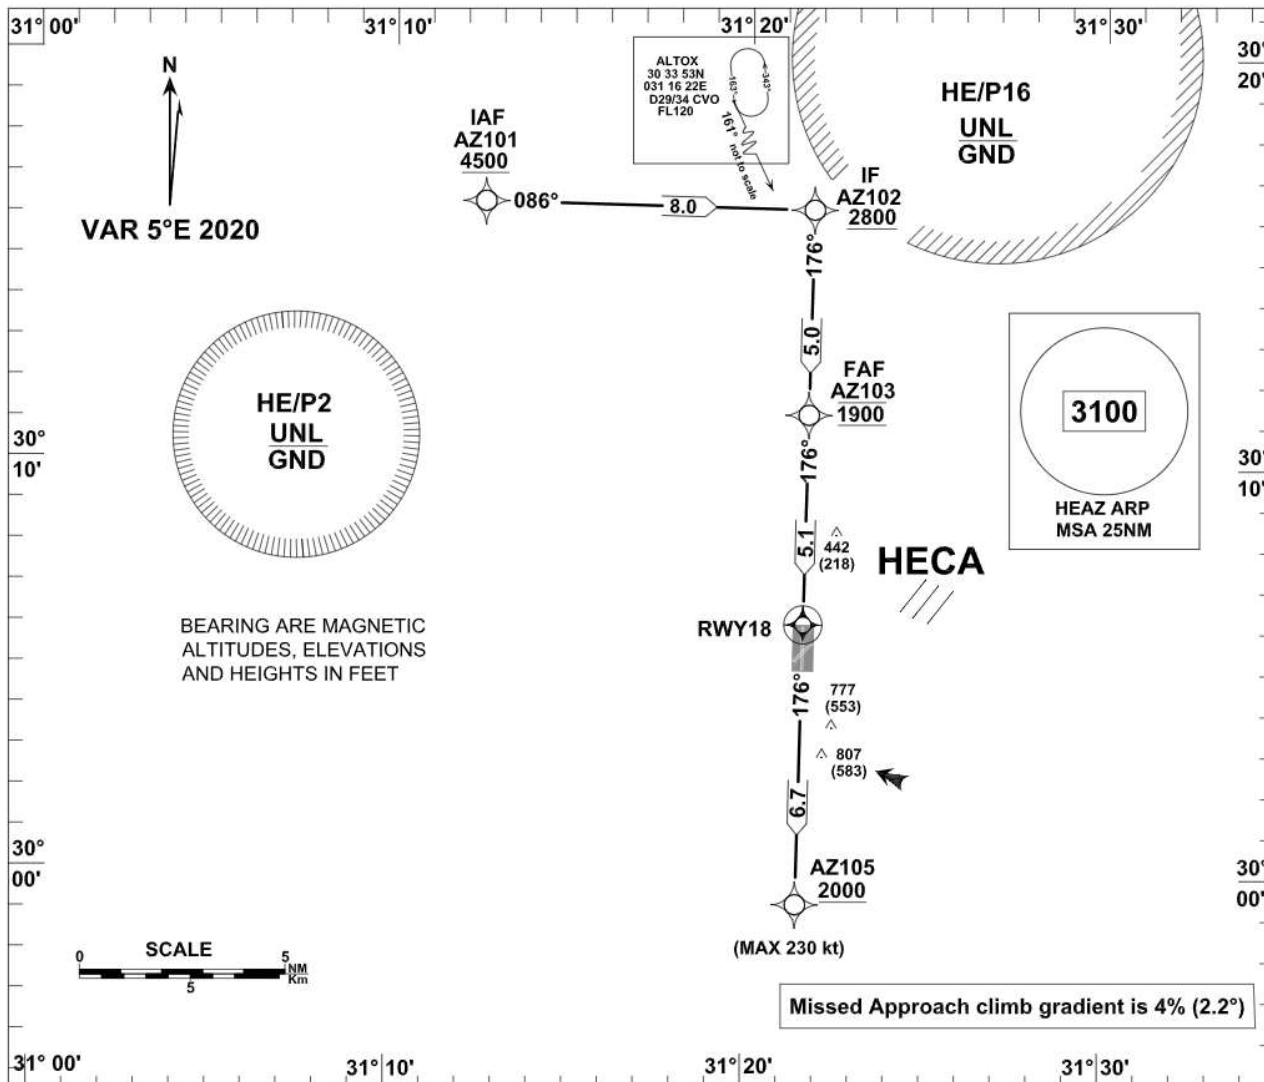 31° 00'
31°10'
31°20'
31°30'
N
VAR 5°E 2020
ALTOX
30 33 53N
031 16 22E
D29/34 CVO
FL120
163°
343°
161° not to scale
HE/P16
UNL
GND
30°
20'
IAF
AZ101
4500
086°
8.0
IF
AZ102
2800
176°
5.0
HE/P2
UNL
GND
FAF
AZ103
1900
3100
HEAZ ARP
MSA 25NM
30°
10'
30°
10'
176°
5.1
442
(218)
HECA
BEARING ARE MAGNETIC
ALTITUDES, ELEVATIONS
AND HEIGHTS IN FEET
RWY18
176°
777
(553)
807
(583)
6.7
30°
00'
AZ105
2000
30°
00'
(MAX 230 kt)
SCALE
0
5
NM
Km
5
Missed Approach climb gradient is 4% (2.2°)
31° 00'
31°10'
31°20'
31°30'